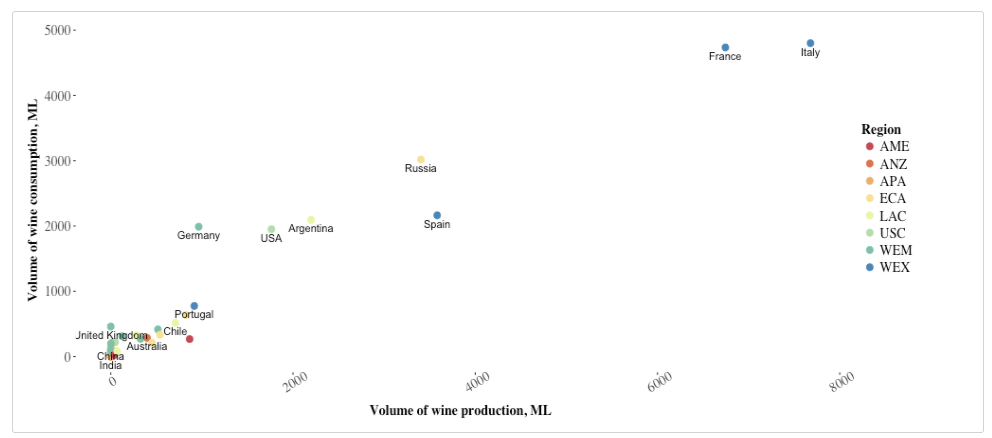 5000
4000
3000
2000
1000
0
Volume of wine consumption, ML
France
Italy
Russia
Spain
Argentina
USA
Germany
Portugal
Chile
United Kingdom
Australia
China
India
0
2000
4000
6000
8000
Volume of wine production, ML
Region
AME
ANZ
APA
ECA
LAC
USC
WEM
WEX